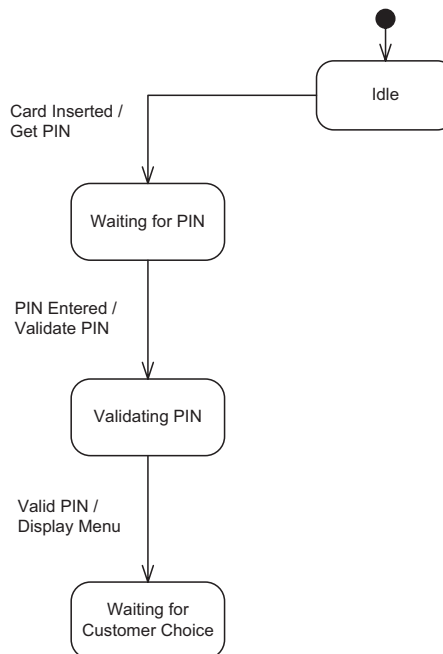 Idle
Card Inserted /
Get PIN
Waiting for PIN
PIN Entered /
Validate PIN
Validating PIN
Valid PIN /
Display Menu
Waiting for
Customer Choice